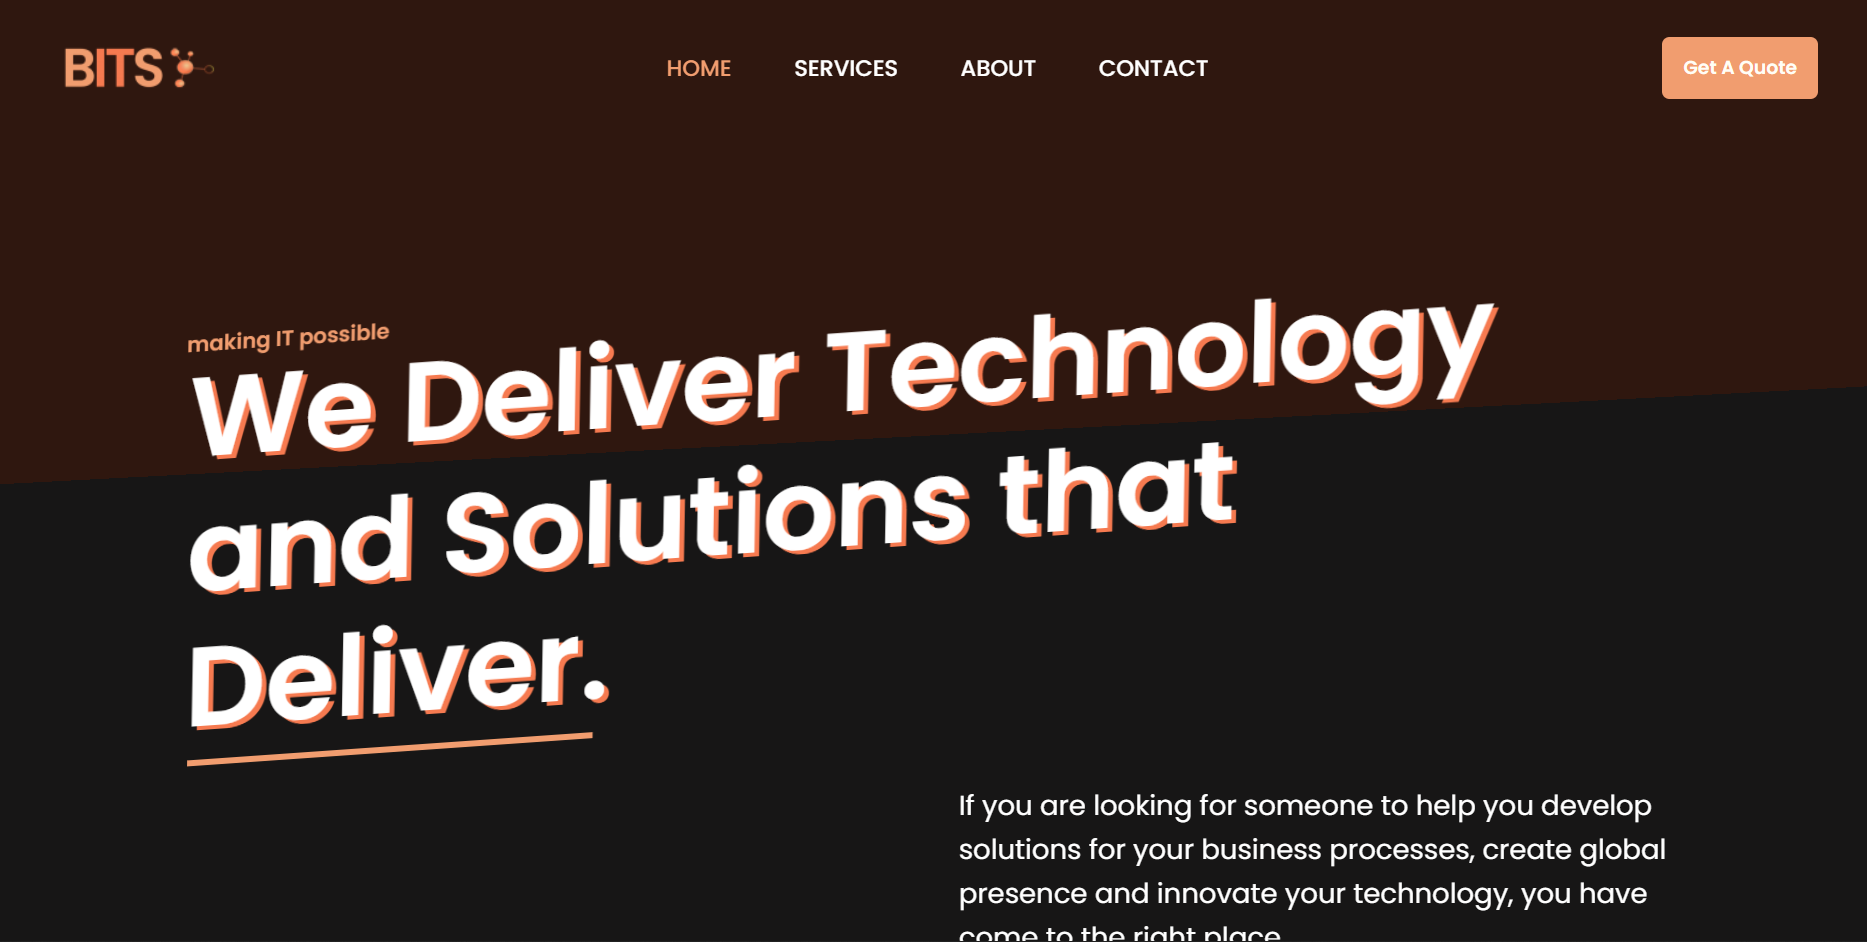 BITS
HOME SERVICES ABOUT CONTACT
Get A Quote
making IT possible
We Deliver Technology
and Solutions that
Deliver.
If you are looking for someone to help you develop
solutions for your business processes, create global
presence and innovate your technology, you have
come to the right place